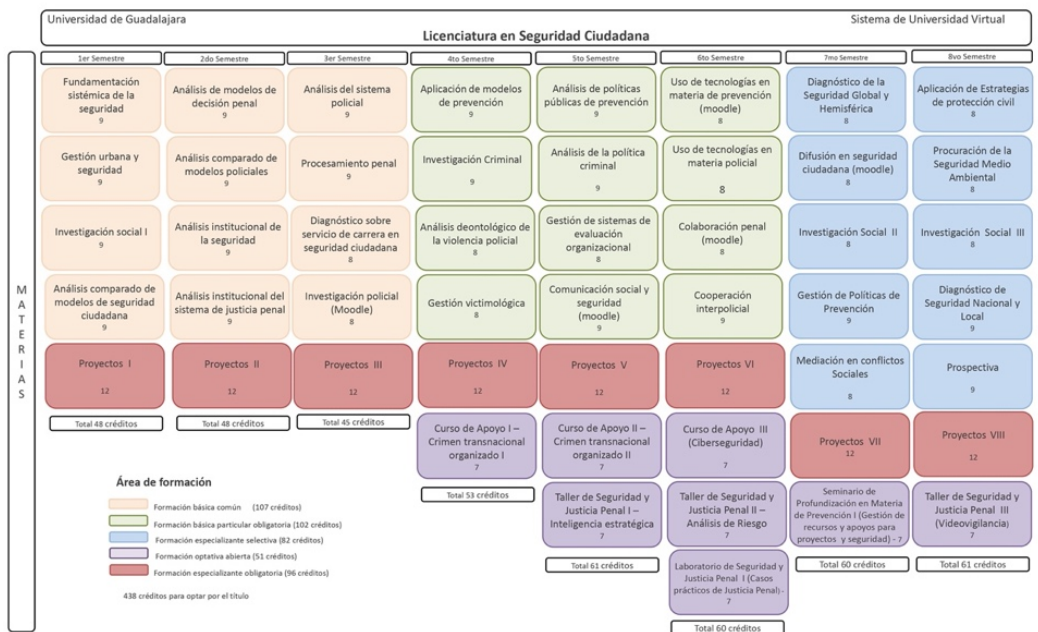 Universidad de Guadalajara
Sistema de Universidad Virtual
Licenciatura en Seguridad Ciudadana
MATERIAS
1er Semestre
2do Semestre
3er Semestre
4to Semestre
5to Semestre
6to Semestre
7mo Semestre
8vo Semestre
Fundamentación
sistémica de la
seguridad
9
Análisis de modelos de
decisión penal
9
Análisis del sistema
policial
9
Aplicación de modelos
de prevención
9
Análisis de políticas
públicas de prevención
9
Uso de tecnologías en
materia de prevención
(moodle)
8
Diagnóstico de la
Seguridad Global y
Hemisférica
8
Aplicación de Estrategias
de protección civil
8
Gestión urbana y
seguridad
9
Análisis comparado de
modelos policiales
9
Procesamiento penal
9
Investigación Criminal
9
Análisis de la política
criminal
9
Uso de tecnologías en
materia policial
8
Difusión en seguridad
ciudadana (moodle)
8
Procuración de la
Seguridad Medio
Ambiental
8
Investigación social I
9
Análisis institucional de
la seguridad
9
Diagnóstico sobre
servicio de carrera en
seguridad ciudadana
8
Análisis deontológico de
la violencia policial
8
Gestión de sistemas de
evaluación
organizacional
8
Colaboración penal
(moodle)
8
Investigación Social II
8
Investigación Social III
8
Análisis comparado de
modelos de seguridad
ciudadana
9
Análisis institucional del
sistema de justicia penal
9
Investigación policial
(Moodle)
8
Gestión victimológica
8
Comunicación social y
seguridad
(moodle)
9
Cooperación
interpolicial
9
Gestión de Políticas de
Prevención
9
Diagnóstico de
Seguridad Nacional y
Local
9
Proyectos I
12
Proyectos II
12
Proyectos III
12
Proyectos IV
12
Proyectos V
12
Proyectos VI
12
Mediación en conflictos
Sociales
8
Prospectiva
9
Total 48 créditos
Total 48 créditos
Total 45 créditos
Curso de Apoyo I –
Crimen transnacional
organizado I
7
Curso de Apoyo II –
Crimen transnacional
organizado II
7
Curso de Apoyo III
(Ciberseguridad)
7
Proyectos VII
12
Proyectos VIII
12
Total 53 créditos
Taller de Seguridad y
Justicia Penal I –
Inteligencia estratégica
7
Taller de Seguridad y
Justicia Penal II –
Análisis de Riesgo
7
Seminario de
Profundización en Materia
de Prevención I (Gestión de
recursos y apoyos para
proyectos y seguridad) - 7
Taller de Seguridad y
Justicia Penal III
(Videovigilancia)
7
Total 61 créditos
Laboratorio de Seguridad y
Justicia Penal I (Casos
prácticos de Justicia Penal) -
7
Total 60 créditos
Total 60 créditos
Total 61 créditos
Área de formación
Formación básica común (107 créditos)
Formación básica particular obligatoria (102 créditos)
Formación especializante selectiva (82 créditos)
Formación optativa abierta (51 créditos)
Formación especializante obligatoria (96 créditos)
438 créditos para optar por el título